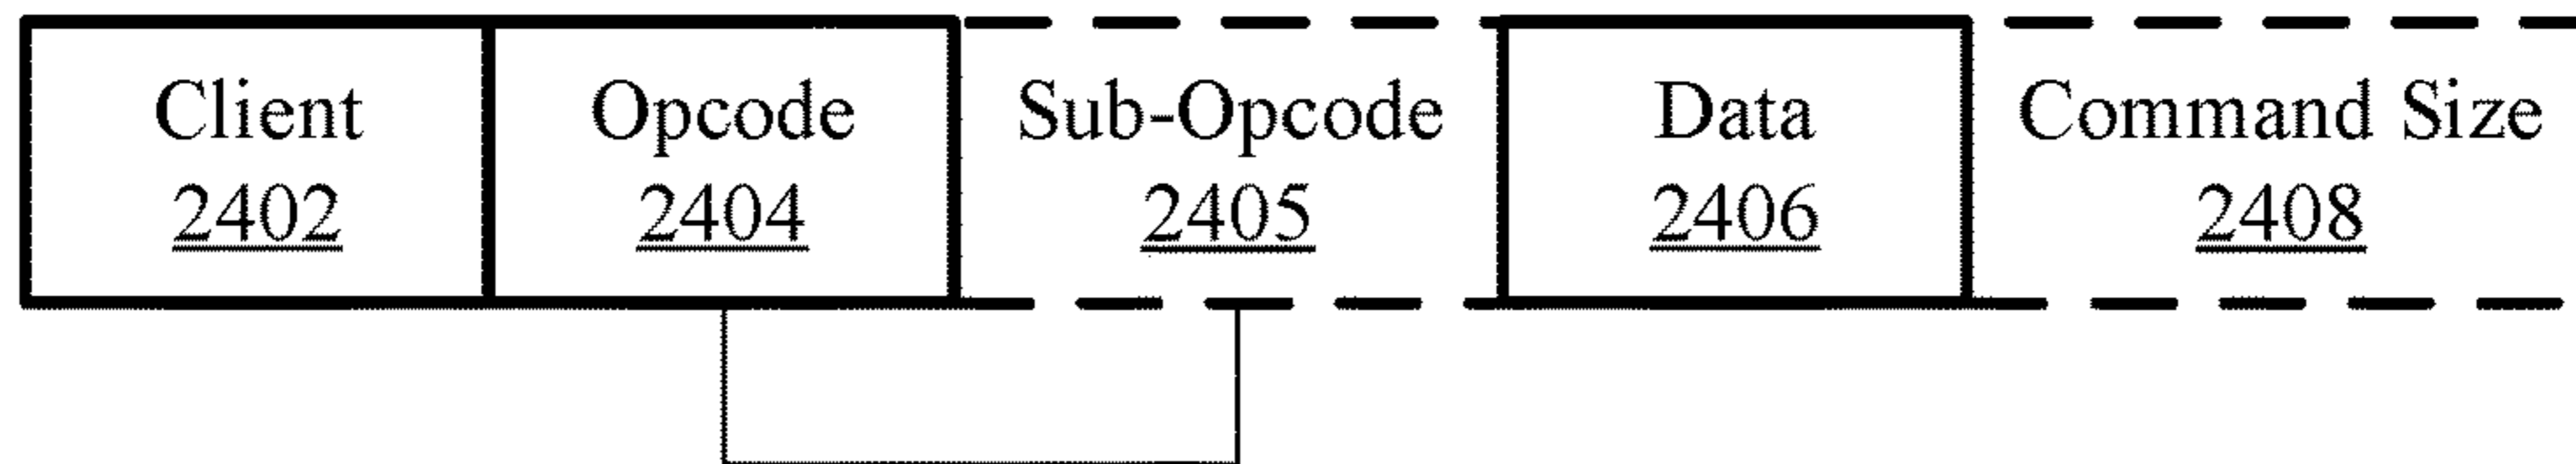 Client Opcode Sub-Opcode Data Command Size
2402 2404 2405 2406 2408